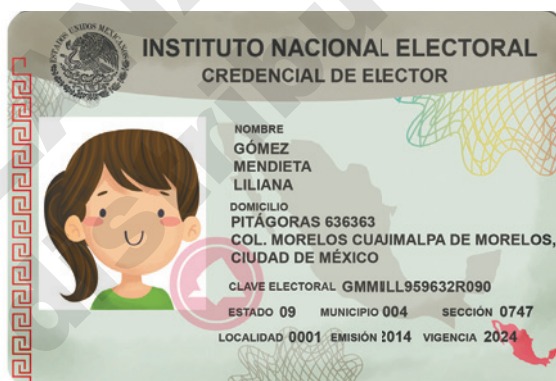 ESTADOS UNIDOS MEXICANOS
INSTITUTO NACIONAL ELECTORAL
CREDENCIAL DE ELECTOR
NOMBRE
GÓMEZ
MENDIETA
LILIANA
DOMICILIO
PITÁGORAS 636363
COL. MORELOS CUAJIMALPA DE MORELOS,
CIUDAD DE MÉXICO
CLAVE ELECTORAL GMMILL959632R090
ESTADO 09 MUNICIPIO 004 SECCIÓN 0747
LOCALIDAD 0001 EMISIÓN 2014 VIGENCIA 2024